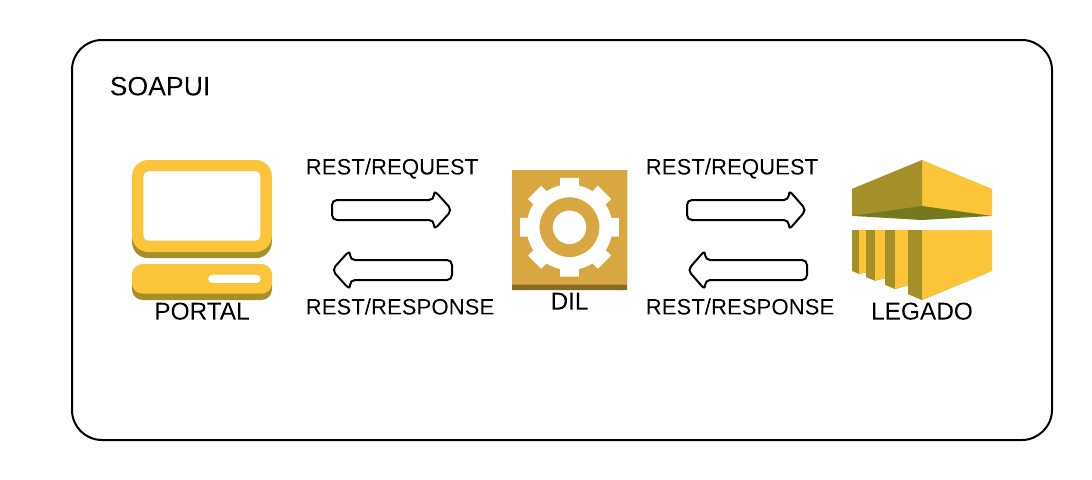 SOAPUI
REST/REQUEST
REST/REQUEST
REST/RESPONSE
REST/RESPONSE
PORTAL
DIL
LEGADO